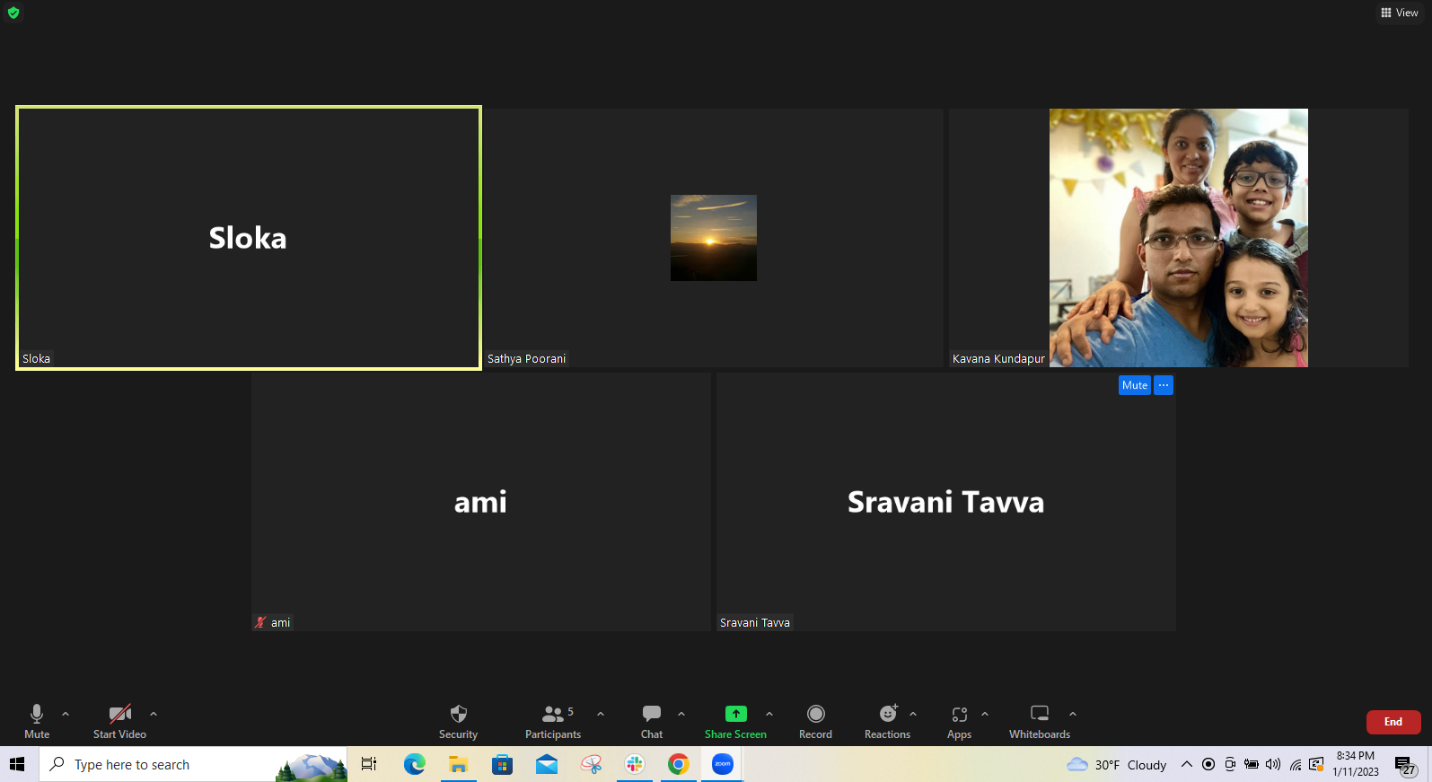 View
Sloka
Sloka
Sathya Poorani
Kavana Kundapur
Mute ...
ami
Sravani Tavva
ami
Sravani Tavva
Mute
Start Video
Security
Participants 5
Chat
Share Screen
Record
Reactions
Apps
Whiteboards
End
Type here to search
zoom
30°F Cloudy
8:34 PM
1/11/2023
27